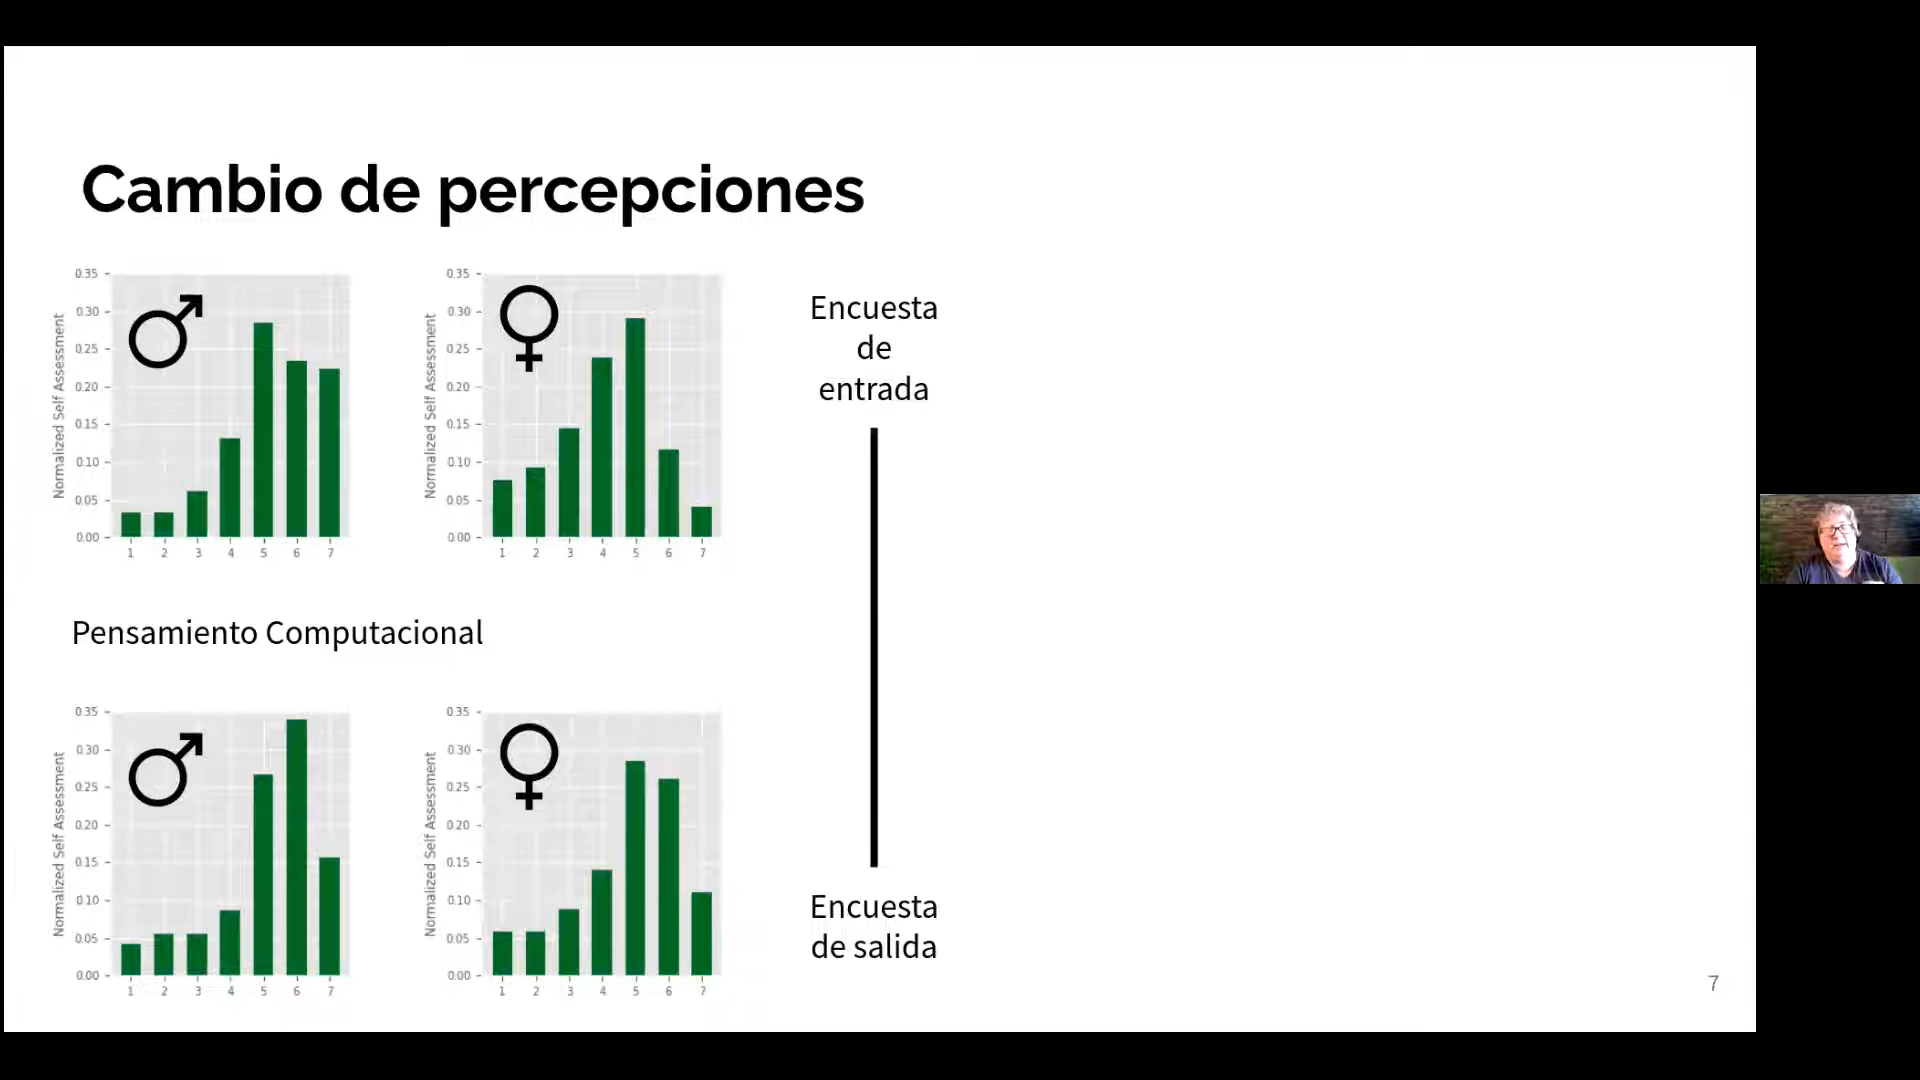 Cambio de percepciones
0.35
0.30
0.25
0.20
0.15
0.10
0.05
0.00
Normalized Self Assessment
1 2 3 4 5 6 7
0.35
0.30
0.25
0.20
0.15
0.10
0.05
0.00
Normalized Self Assessment
1 2 3 4 5 6 7
Encuesta
de
entrada
Pensamiento Computacional
0.35
0.30
0.25
0.20
0.15
0.10
0.05
0.00
Normalized Self Assessment
1 2 3 4 5 6 7
0.35
0.30
0.25
0.20
0.15
0.10
0.05
0.00
Normalized Self Assessment
1 2 3 4 5 6 7
Encuesta
de salida
7